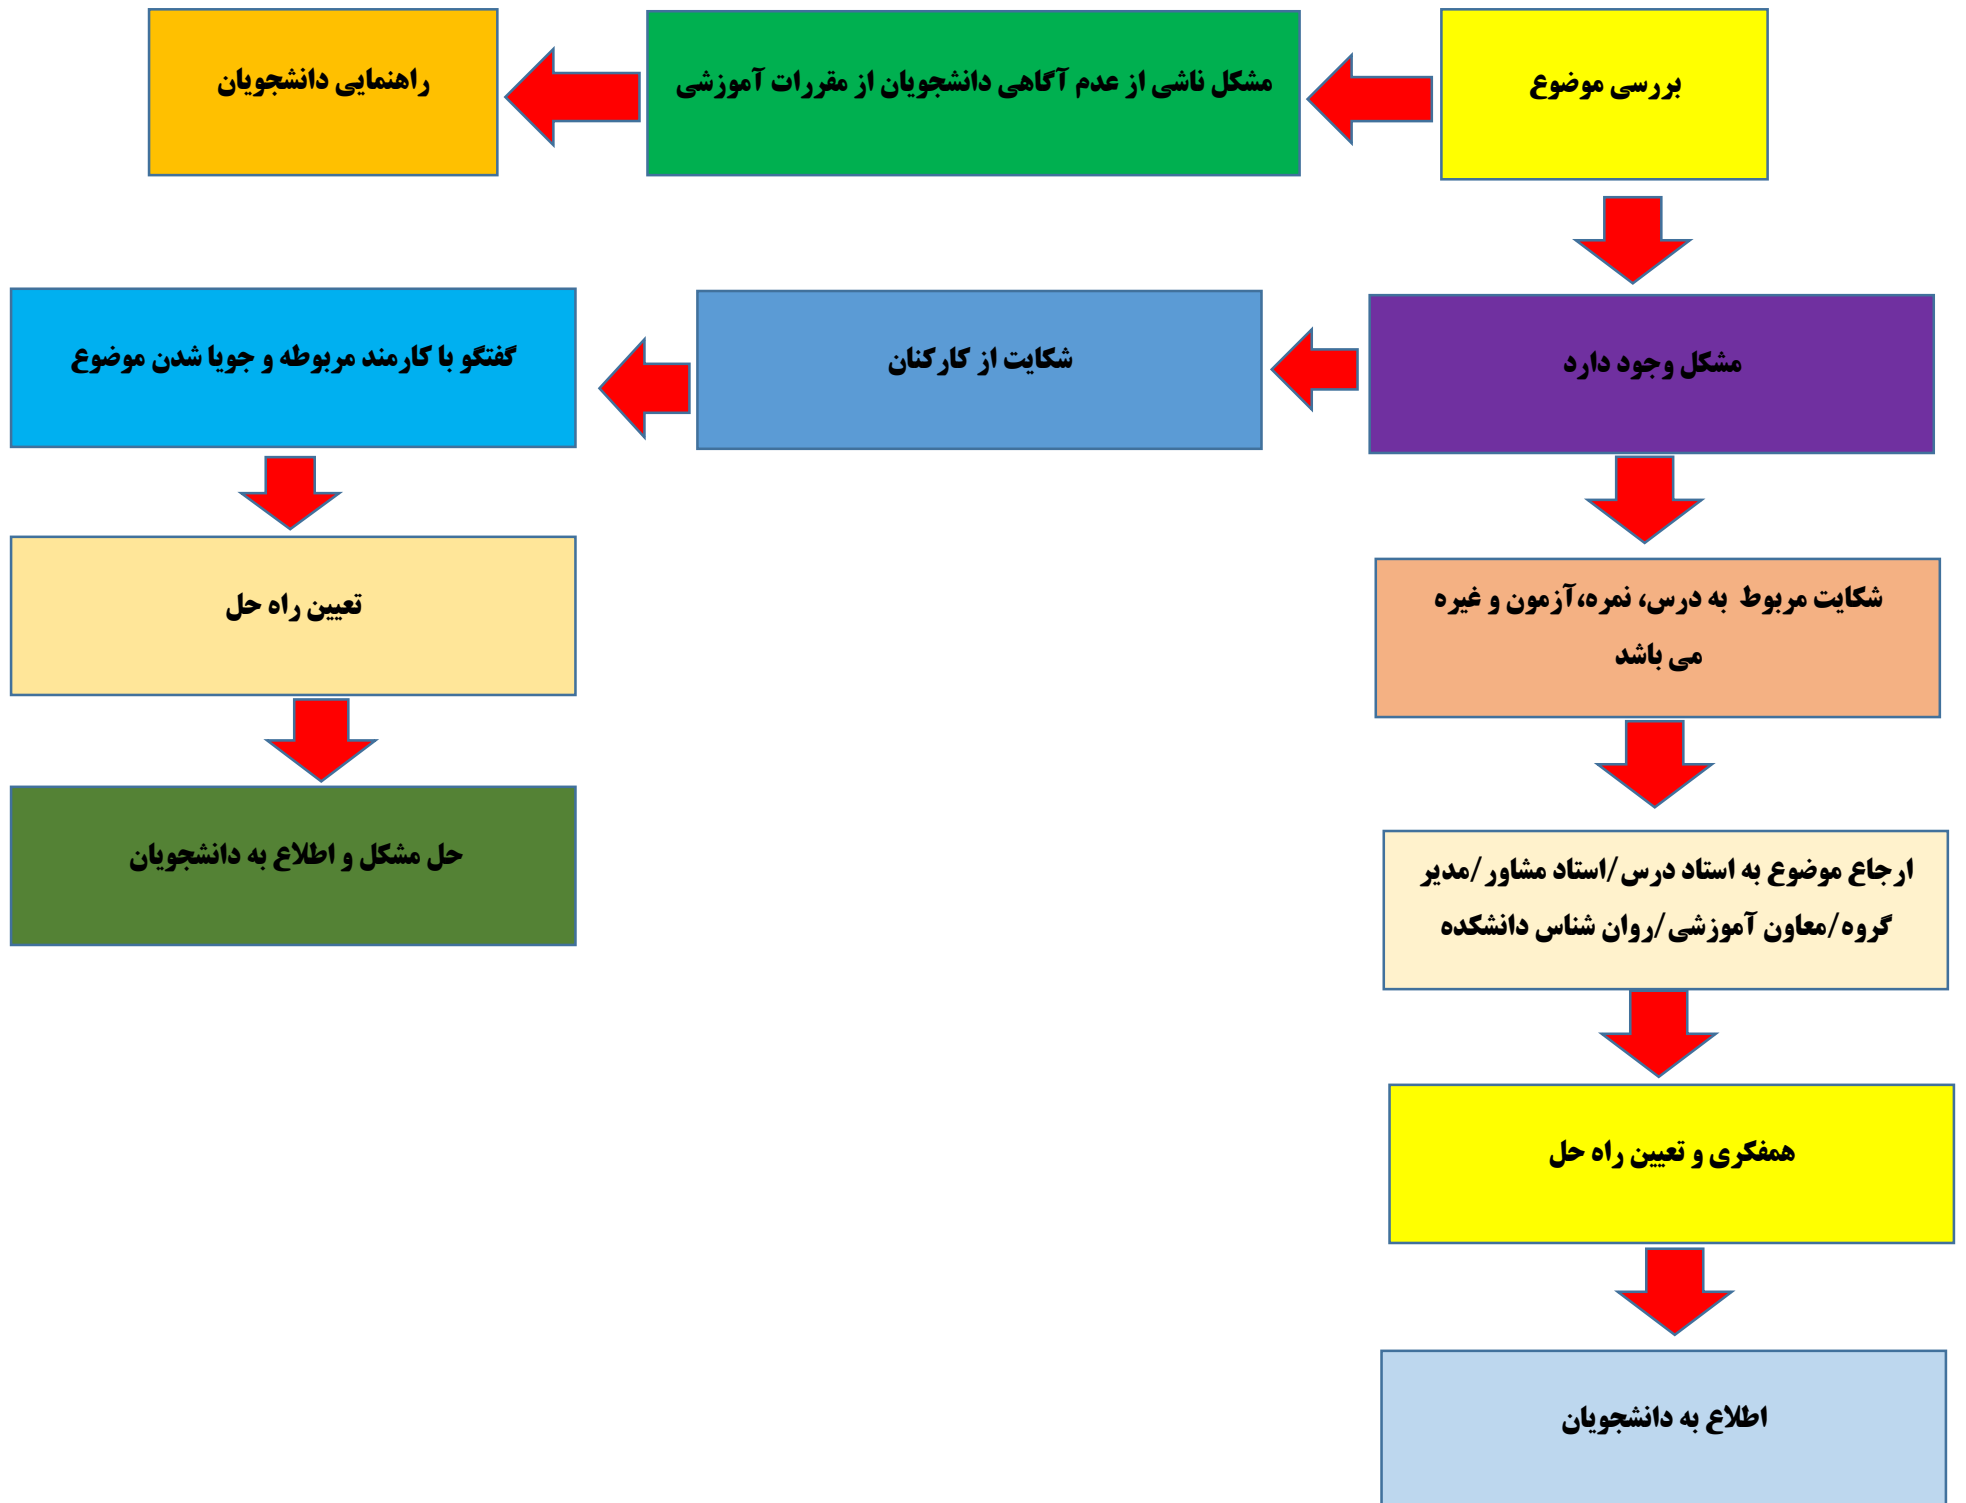 بررسی موضوع
مشکل ناشی از عدم آگاهی دانشجویان از مقررات آموزشی
راهنمایی دانشجویان
مشکل وجود دارد
شکایت از کارکنان
گفتگو با کارمند مربوطه و جویا شدن موضوع
شکایت مربوط به درس، نمره،آزمون و غیره
می باشد
تعیین راه حل
ارجاع موضوع به استاد درس/استاد مشاور/مدیر
گروه/معاون آموزشی/روان شناس دانشکده
حل مشکل و اطلاع به دانشجویان
همفکری و تعیین راه حل
اطلاع به دانشجویان